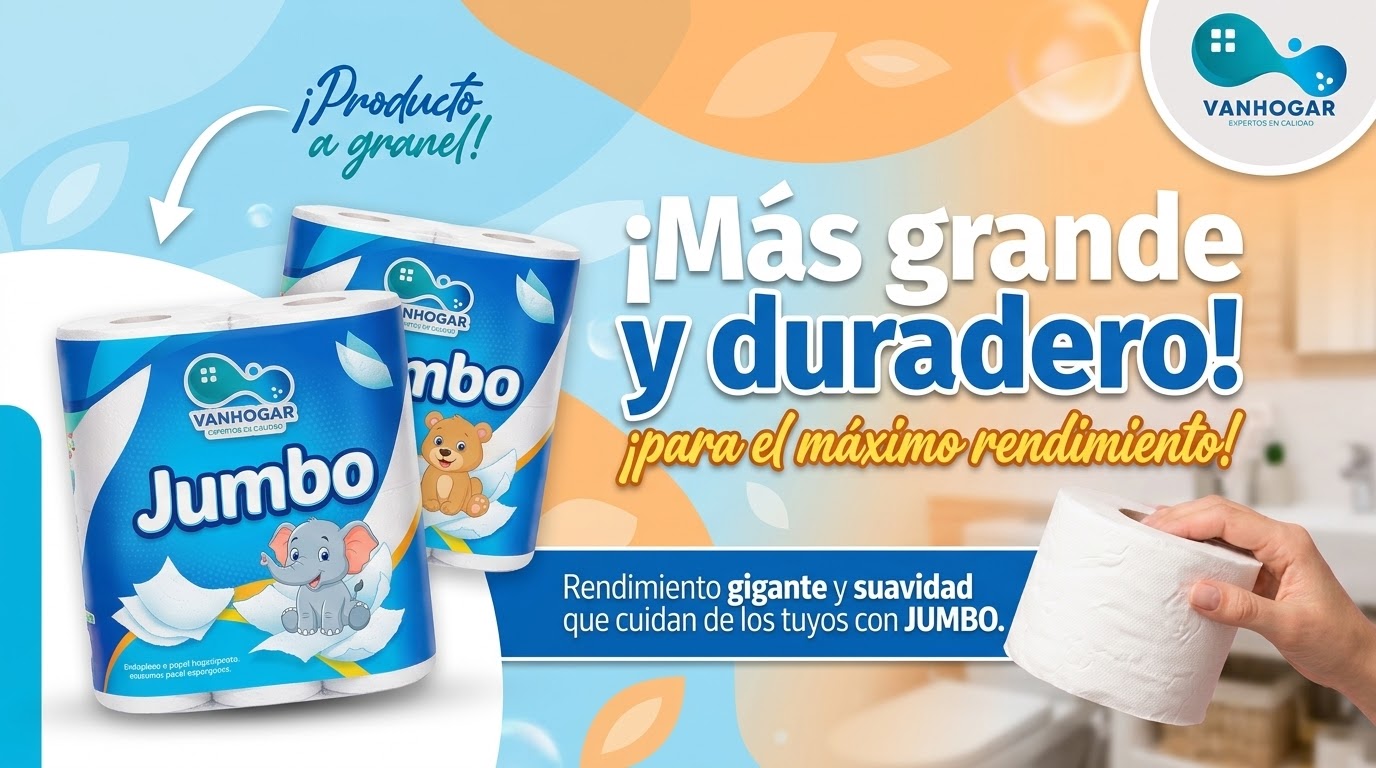 ¡Producto
a granel!
VANHOGAR
EXPERTOS EN CALIDAD
¡Más grande
y duradero!
¡para el máximo rendimiento!
Rendimiento gigante y suavidad
que cuidan de los tuyos con JUMBO.
NHOGAR
mbo
VANHOGAR
Jumbo